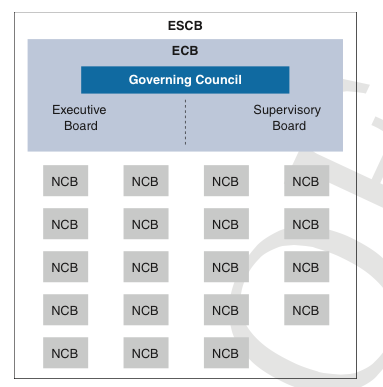 ESCB
ECB
Governing Council
Executive Board
Supervisory Board
NCB NCB NCB NCB
NCB NCB NCB NCB
NCB NCB NCB NCB
NCB NCB NCB NCB
NCB NCB NCB